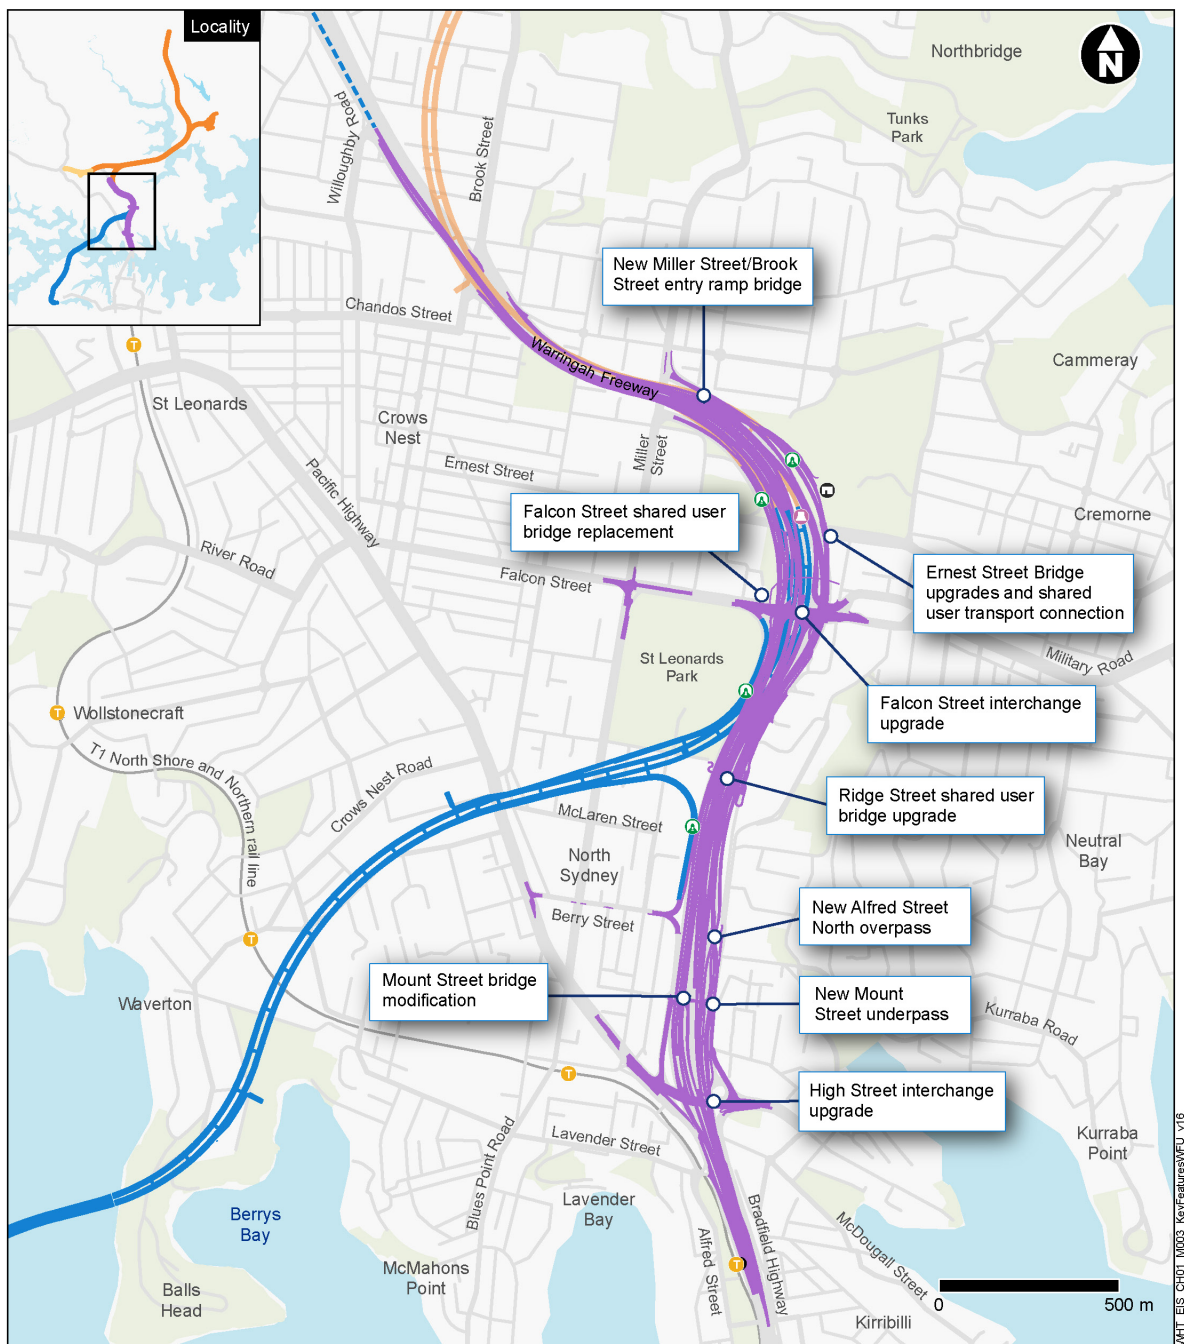 Locality
N
Northbridge
Tunks
Park
Willoughby Road
Brook Street
New Miller Street/Brook
Street entry ramp bridge
Chandos Street
Warringah Freeway
Cammeray
T
St Leonards
Crows
Nest
Miller
Street
Ernest Street
Pacific Highway
Falcon Street shared user
bridge replacement
Cremorne
River Road
Falcon Street
Ernest Street Bridge
upgrades and shared
user transport connection
St Leonards
Park
Military Road
Falcon Street interchange
upgrade
T
Wollstonecraft
T1 North Shore and Northern rail line
Crows Nest Road
Ridge Street shared user
bridge upgrade
McLaren Street
Neutral
Bay
North
Sydney
New Alfred Street
North overpass
Berry Street
T
Mount Street bridge
modification
Waverton
New Mount
Street underpass
Kurraba Road
T
High Street interchange
upgrade
Kurraba
Point
Lavender Street
Blues Point Road
Berrys
Bay
Lavender
Bay
Alfred Street
Bradfield Highway
McDougall Street
T
McMahons
Point
Balls
Head
0
500 m
Kirribilli
WHT_EIS_CH01_M003_KeyFeaturesWFU_v16